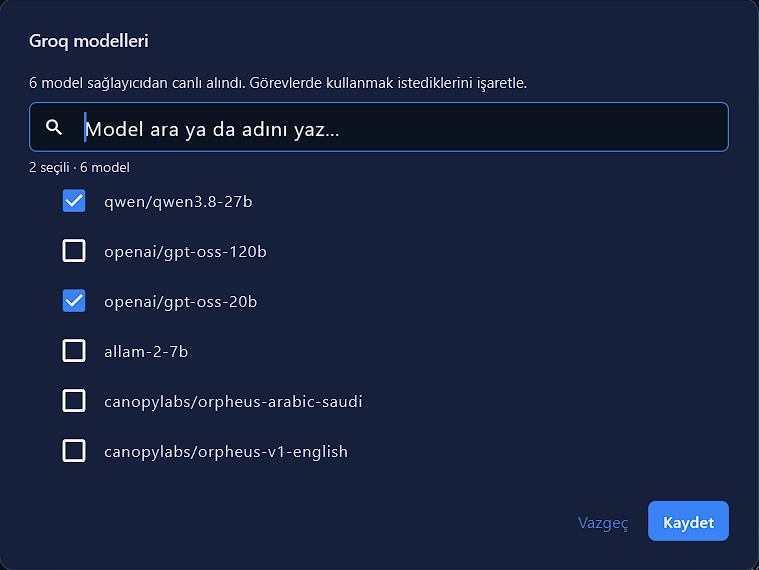 Groq modelleri
6 model sağlayıcıdan canlı alındı. Görevlerde kullanmak istediklerini işaretle.
Model ara ya da adını yaz...
2 seçili · 6 model
qwen/qwen3.8-27b
openai/gpt-oss-120b
openai/gpt-oss-20b
allam-2-7b
canopylabs/orpheus-arabic-saudi
canopylabs/orpheus-v1-english
Vazgeç
Kaydet